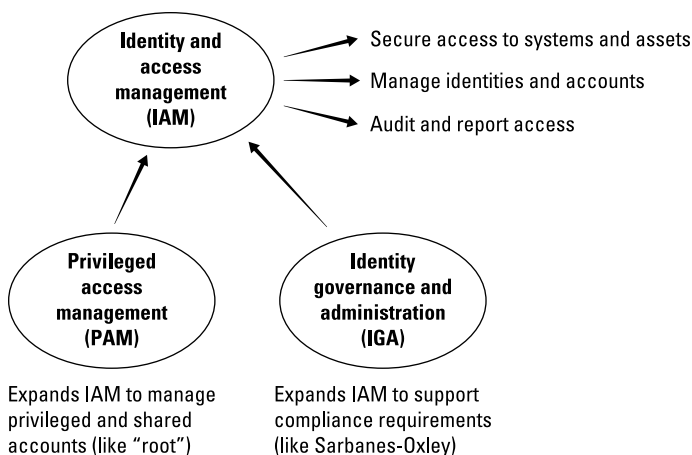 Identity and
access
management
(IAM)
Secure access to systems and assets
Manage identities and accounts
Audit and report access
Privileged
access
management
(PAM)
Identity
governance and
administration
(IGA)
Expands IAM to manage
privileged and shared
accounts (like “root”)
Expands IAM to support
compliance requirements
(like Sarbanes-Oxley)